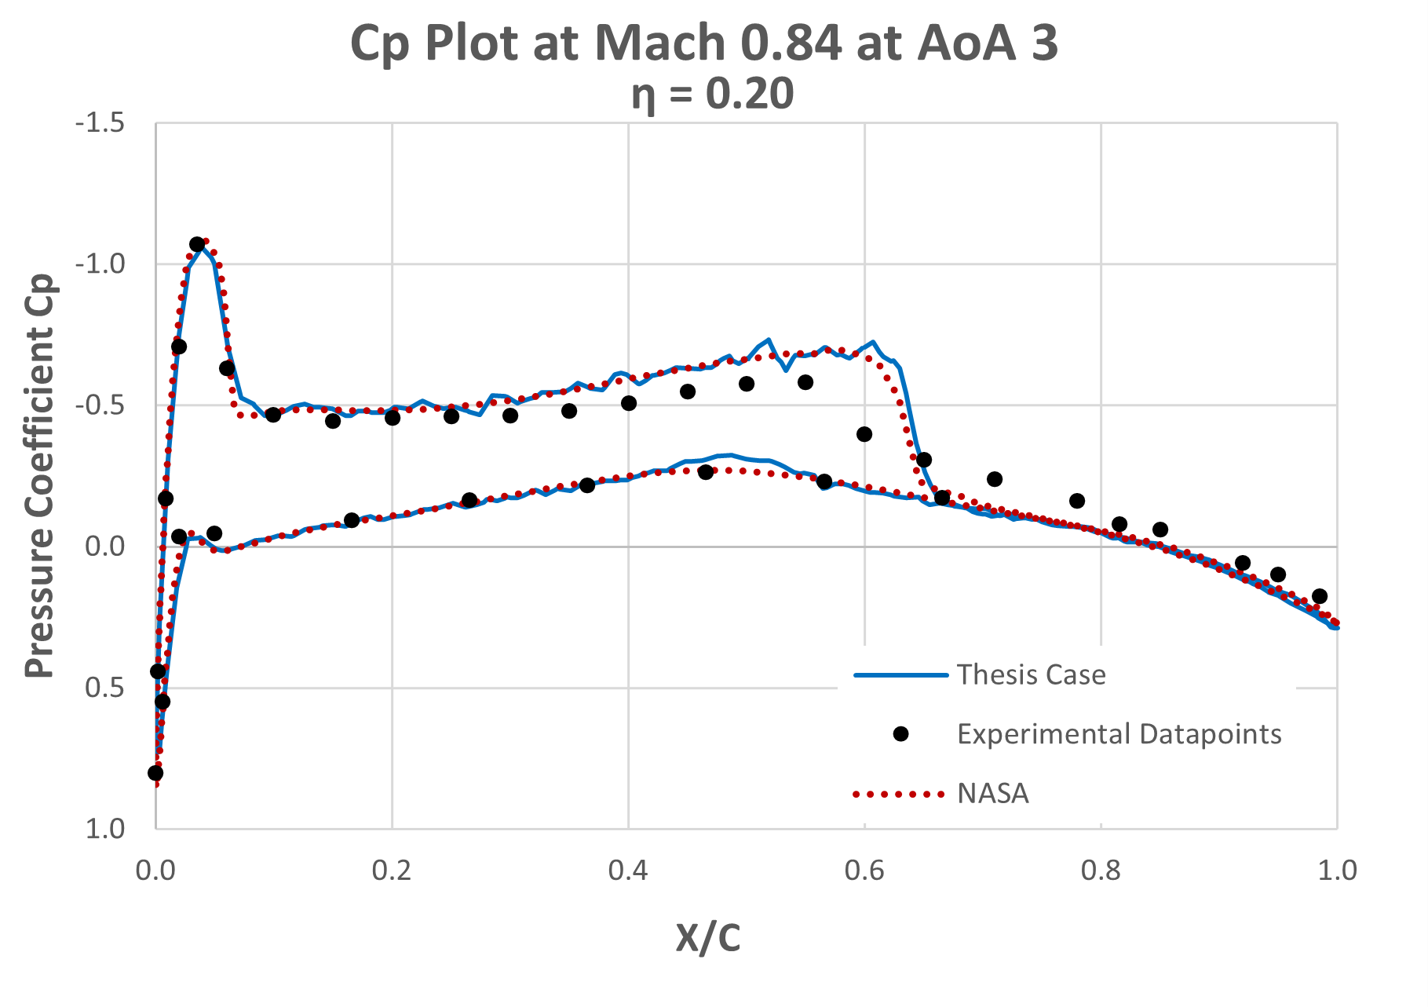 Cp Plot at Mach 0.84 at AoA 3
η = 0.20
Pressure Coefficient Cp
-1.5
-1.0
-0.5
0.0
0.5
1.0
Thesis Case
Experimental Datapoints
NASA
0.0 0.2 0.4 0.6 0.8 1.0
X/C